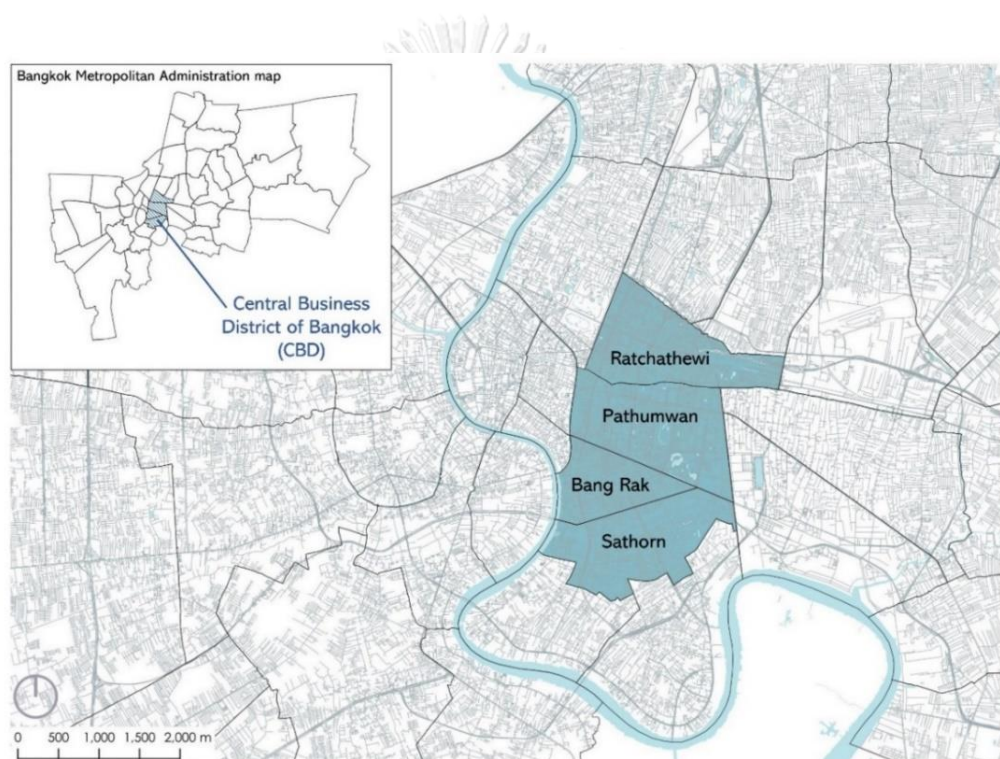 Bangkok Metropolitan Administration map
Central Business
District of Bangkok
(CBD)
Ratchathewi
Pathumwan
Bang Rak
Sathorn
0 500 1,000 1,500 2,000 m